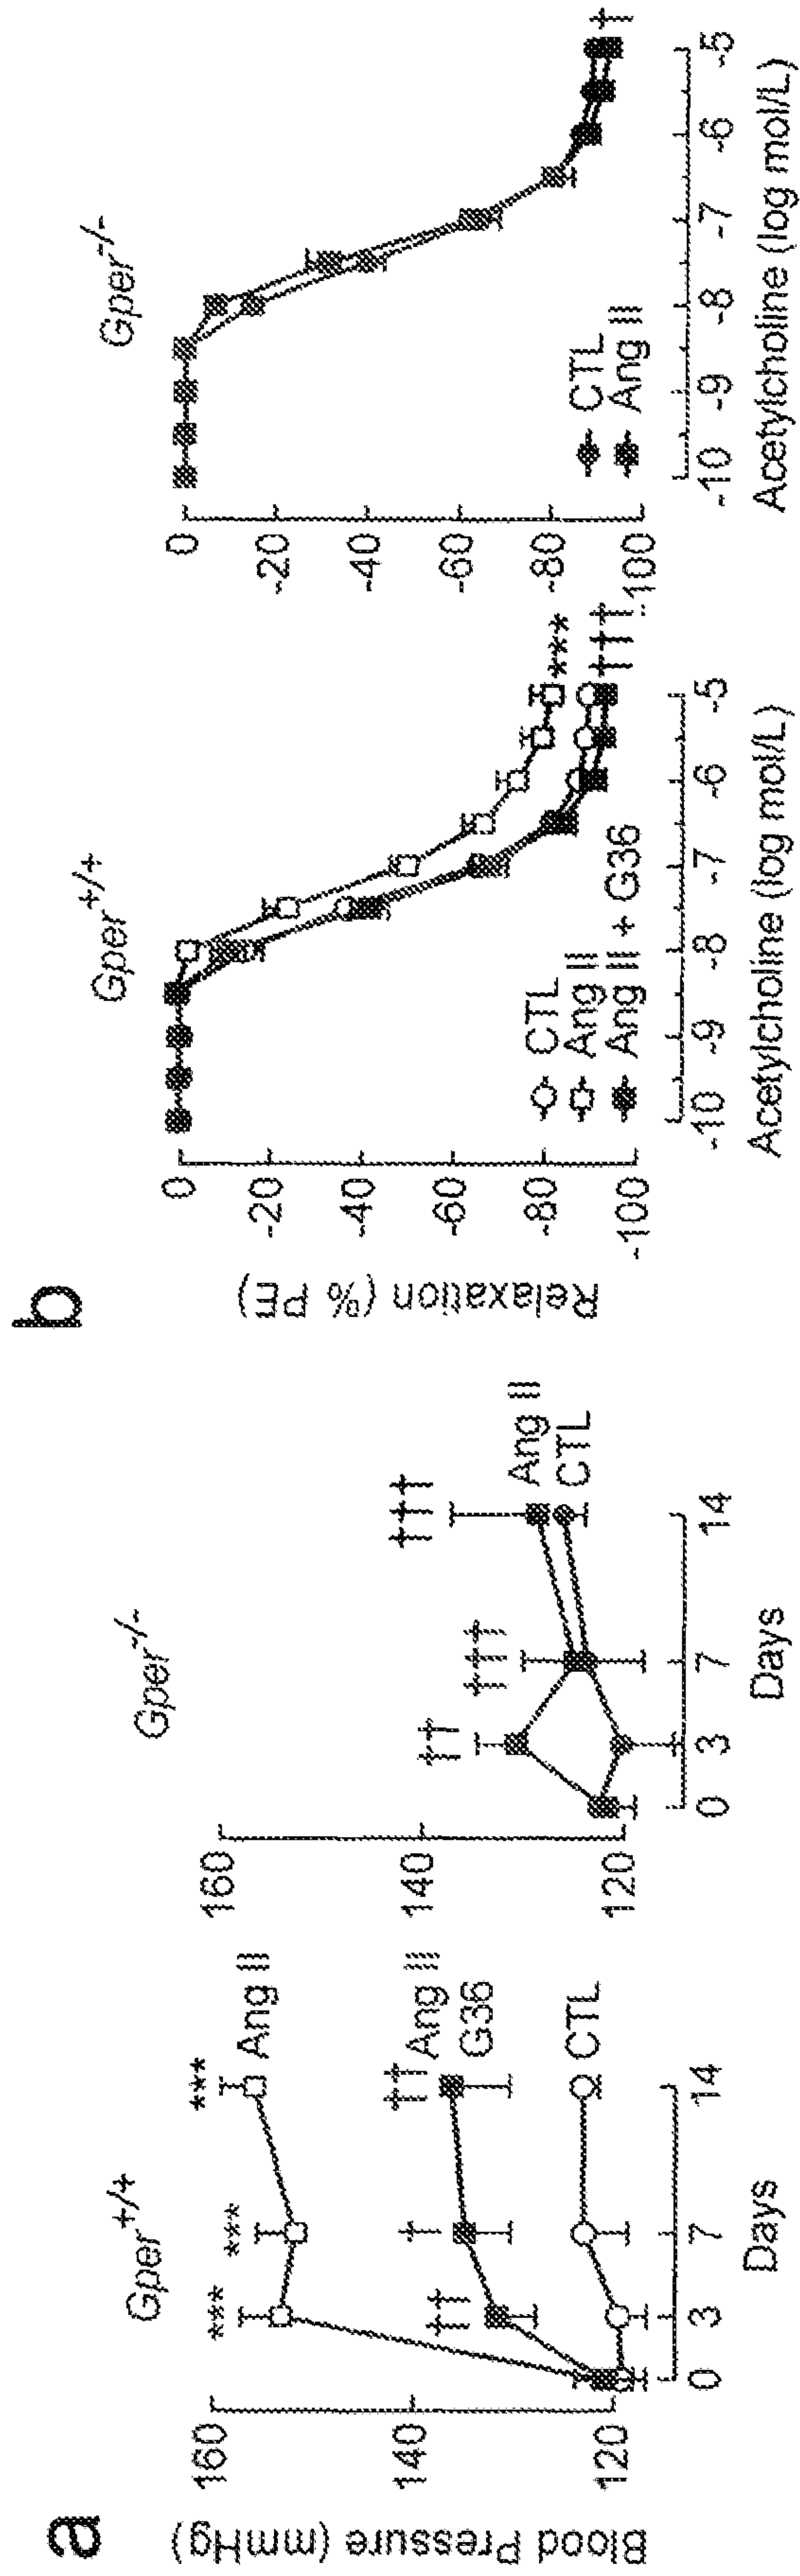 a
Gper+/+
Blood Pressure (mmHg)
160
140
120
***
***
***
Ang II
††
†
††
Ang II
G36
CTL
0
3
7
14
Days
Gper-/-
160
140
120
††
†††
†††
Ang II
CTL
0
3
7
14
Days
b
Gper+/+
Relaxation (% PE)
0
-20
-40
-60
-80
-100
CTL
Ang II
Ang II + G36
***
†††
-10
-9
-8
-7
-6
-5
Acetylcholine (log mol/L)
Gper-/-
0
-20
-40
-60
-80
-100
CTL
Ang II
†
-10
-9
-8
-7
-6
-5
Acetylcholine (log mol/L)